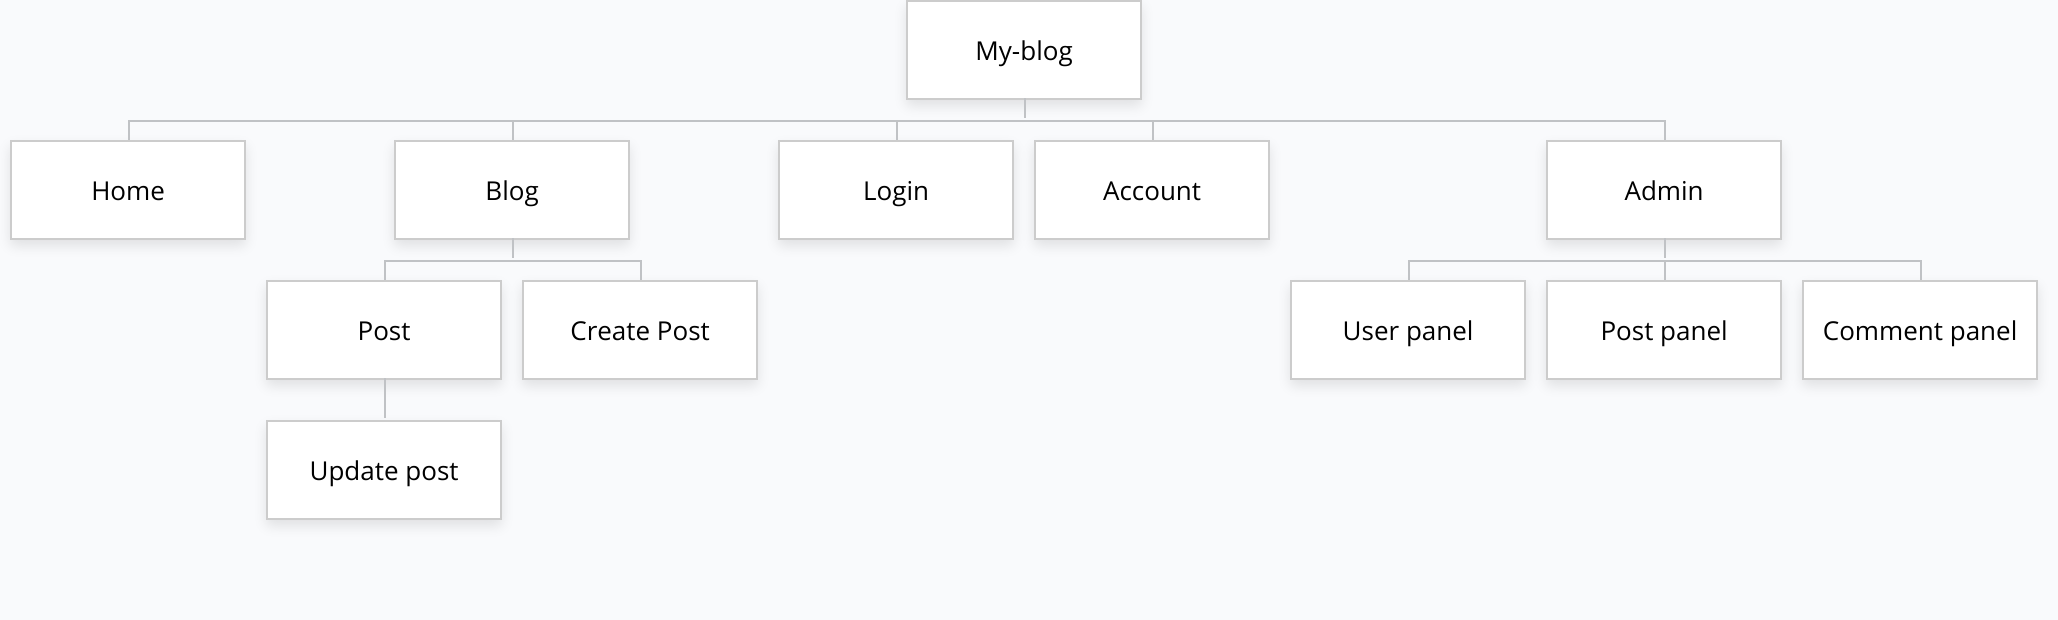 My-blog
Home
Blog
Login
Account
Admin
Post
Create Post
User panel
Post panel
Comment panel
Update post